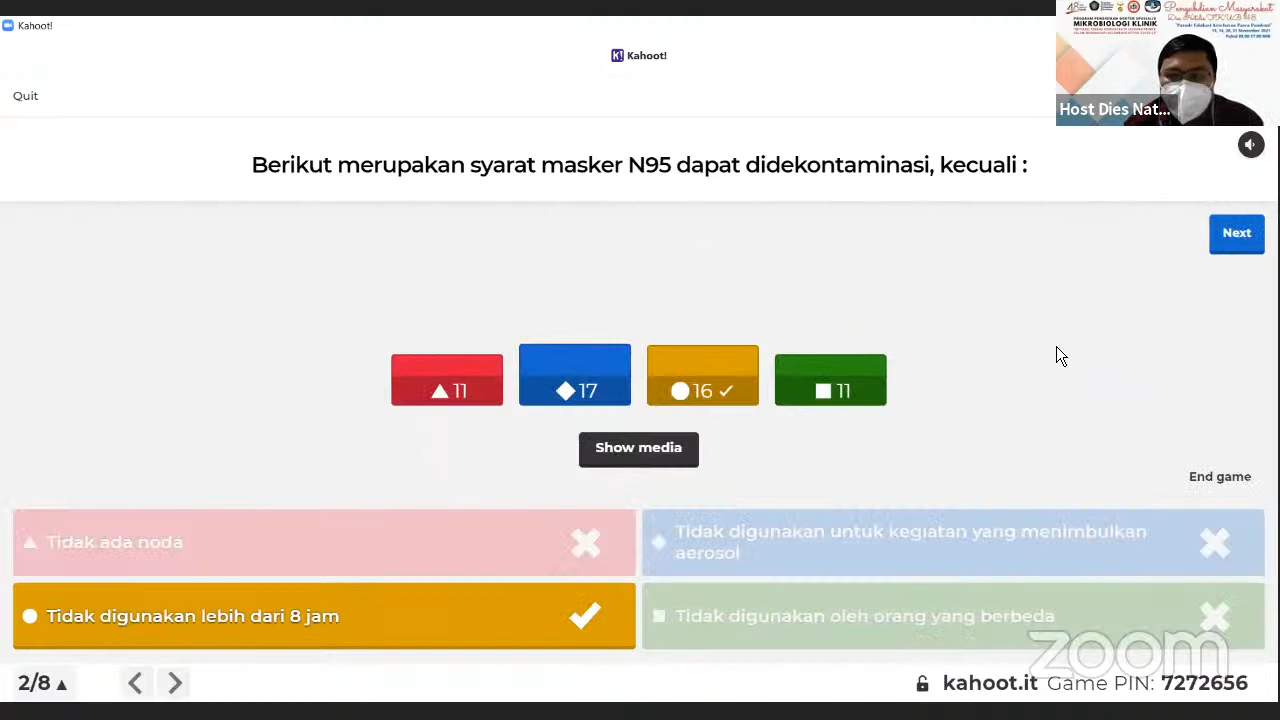 Kahoot!
Kahoot!
Quit
Penyabdian Masyarakat
MIKROBIOLOGI KLINIK
Host Dies Nat...
Berikut merupakan syarat masker N95 dapat didekontaminasi, kecuali :
Next
11
17
16
11
Show media
End game
Tidak ada noda
Tidak digunakan untuk kegiatan yang menimbulkan
aerosol
Tidak digunakan lebih dari 8 jam
Tidak digunakan oleh orang yang berbeda
zoom
2/8
kahoot.it Game PIN: 7272656